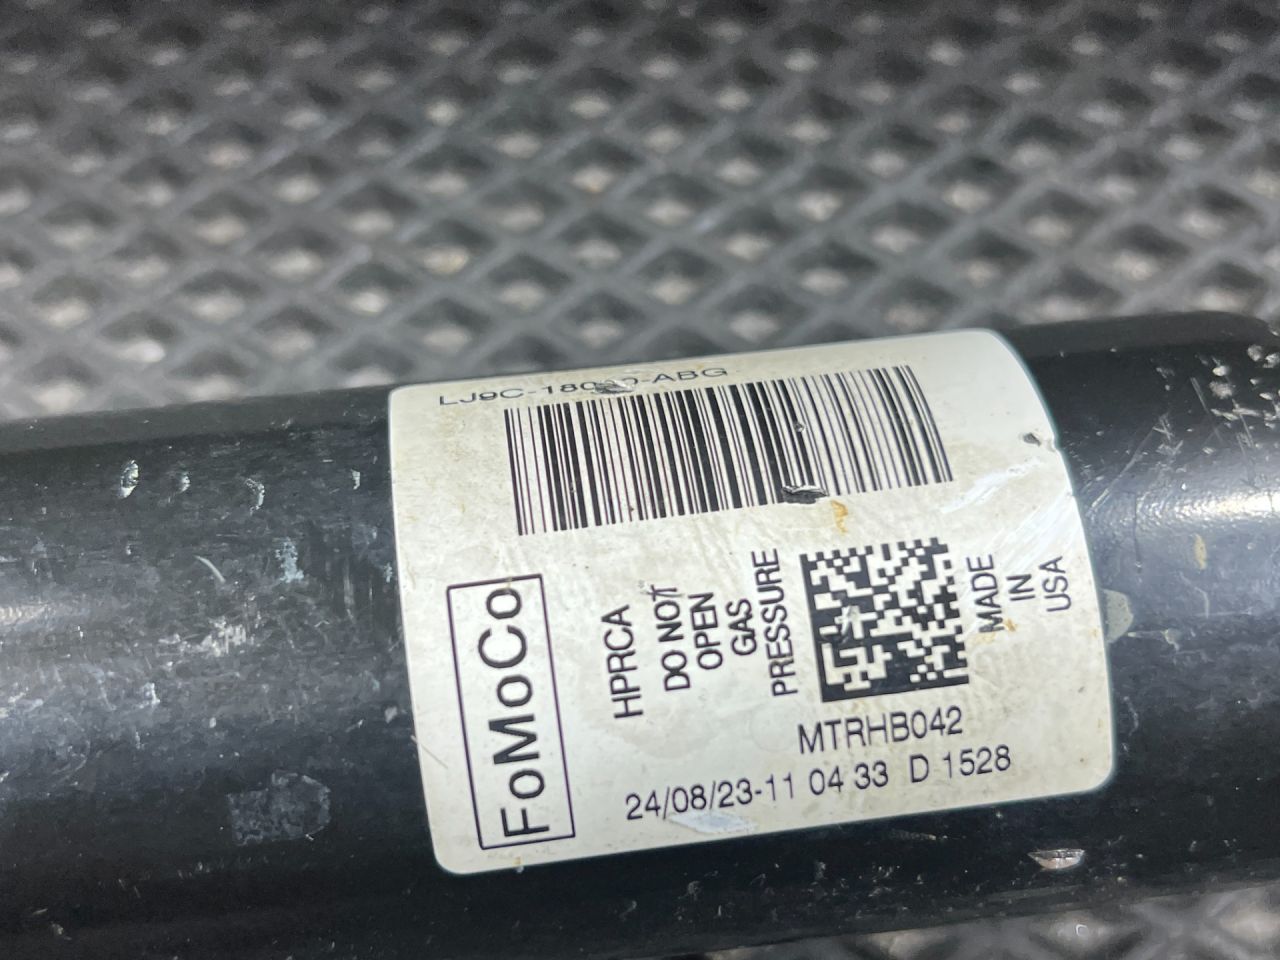 FoMoCo
HPRCA
DO NOT
OPEN
GAS
PRESSURE
MADE
IN
USA
MTRHB042
24/08/23-11 04 33 D 1528